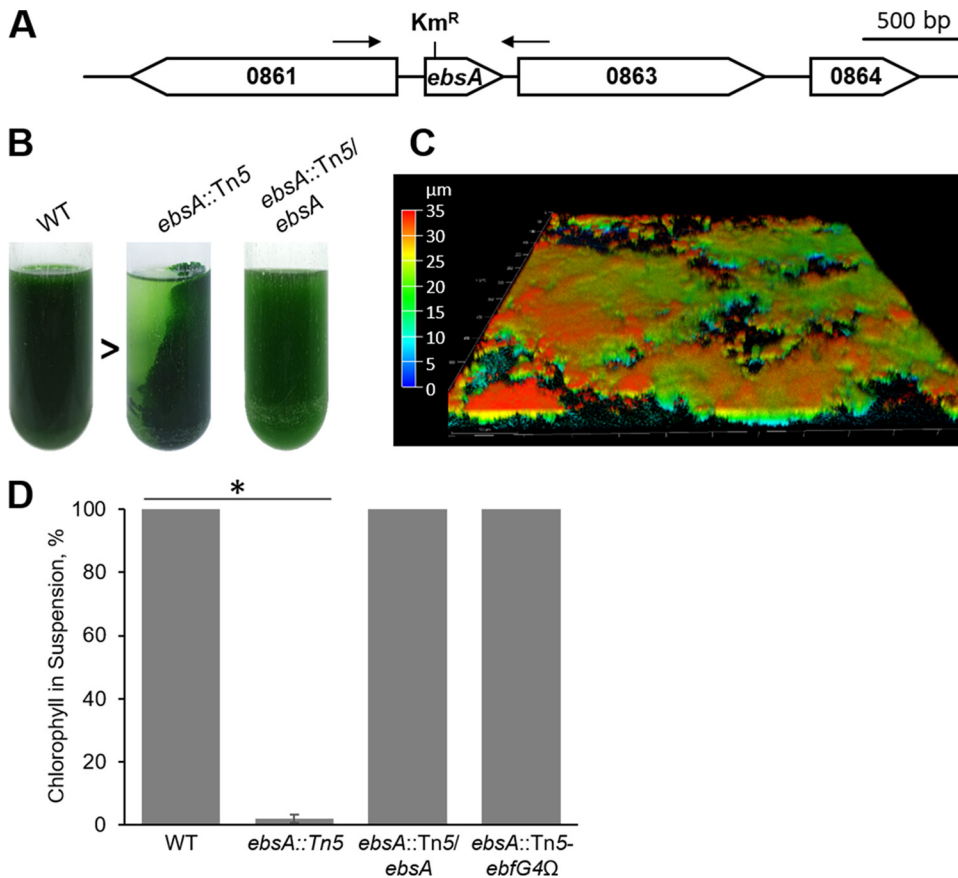 A
Kmᴿ
500 bp
0861
ebsA
0863
0864
B
WT
ebsA::Tn5
ebsA::Tn5/
ebsA
>
C
µm
35
30
25
20
15
10
5
0
D
*
Chlorophyll in Suspension, %
100
80
60
40
20
0
WT
ebsA::Tn5
ebsA::Tn5/
ebsA
ebsA::Tn5-
ebfG4Ω